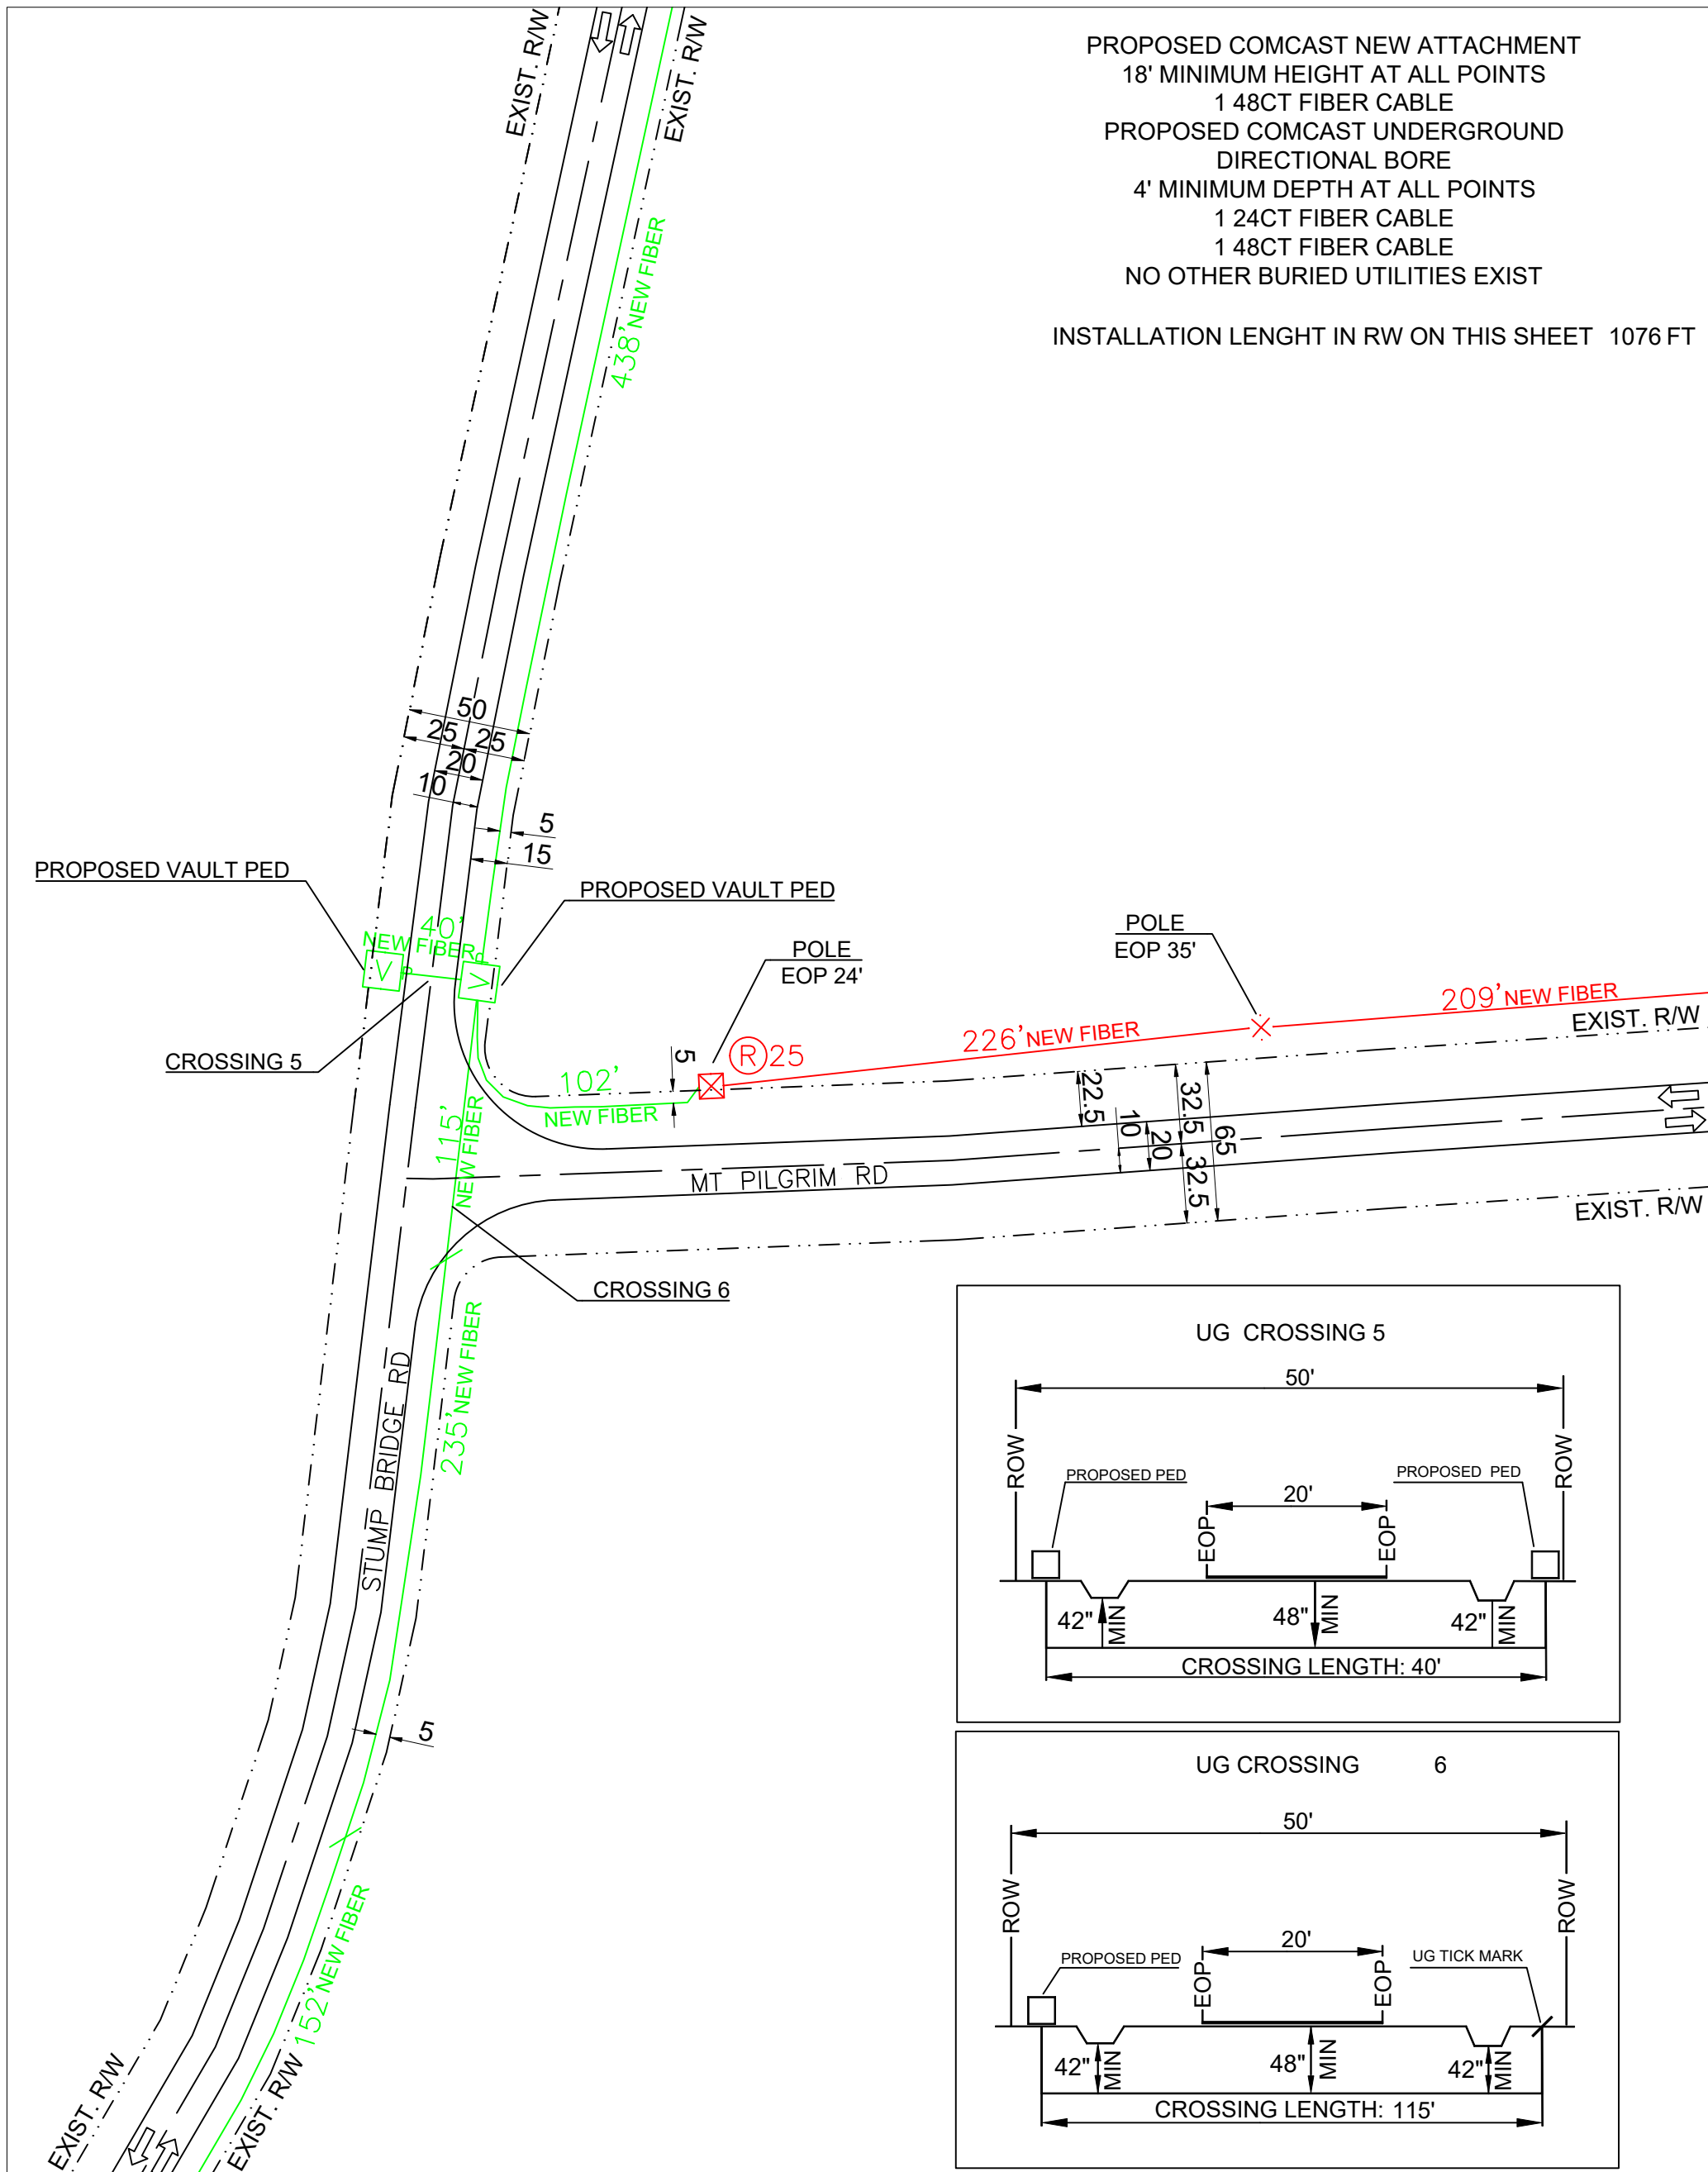 PROPOSED COMCAST NEW ATTACHMENT
18' MINIMUM HEIGHT AT ALL POINTS
1 48CT FIBER CABLE
PROPOSED COMCAST UNDERGROUND
DIRECTIONAL BORE
4' MINIMUM DEPTH AT ALL POINTS
1 24CT FIBER CABLE
1 48CT FIBER CABLE
NO OTHER BURIED UTILITIES EXIST
INSTALLATION LENGHT IN RW ON THIS SHEET 1076 FT
EXIST. R/W
EXIST. R/W
438' NEW FIBER
50
25
25
20
10
5
15
PROPOSED VAULT PED
PROPOSED VAULT PED
40'
NEW FIBER
V
P
P
V
CROSSING 5
POLE
EOP 24'
POLE
EOP 35'
R 25
5
226' NEW FIBER
209' NEW FIBER
EXIST. R/W
102'
NEW FIBER
115'
NEW FIBER
22.5
32.5
10
20
65
32.5
MT PILGRIM RD
EXIST. R/W
CROSSING 6
235' NEW FIBER
STUMP BRIDGE RD
5
152' NEW FIBER
EXIST. R/W
EXIST. R/W
UG CROSSING 5
50'
ROW
ROW
PROPOSED PED
PROPOSED PED
20'
EOP
EOP
42" MIN
48" MIN
42" MIN
CROSSING LENGTH: 40'
UG CROSSING 6
50'
ROW
ROW
PROPOSED PED
20'
UG TICK MARK
EOP
EOP
42" MIN
48" MIN
42" MIN
CROSSING LENGTH: 115'